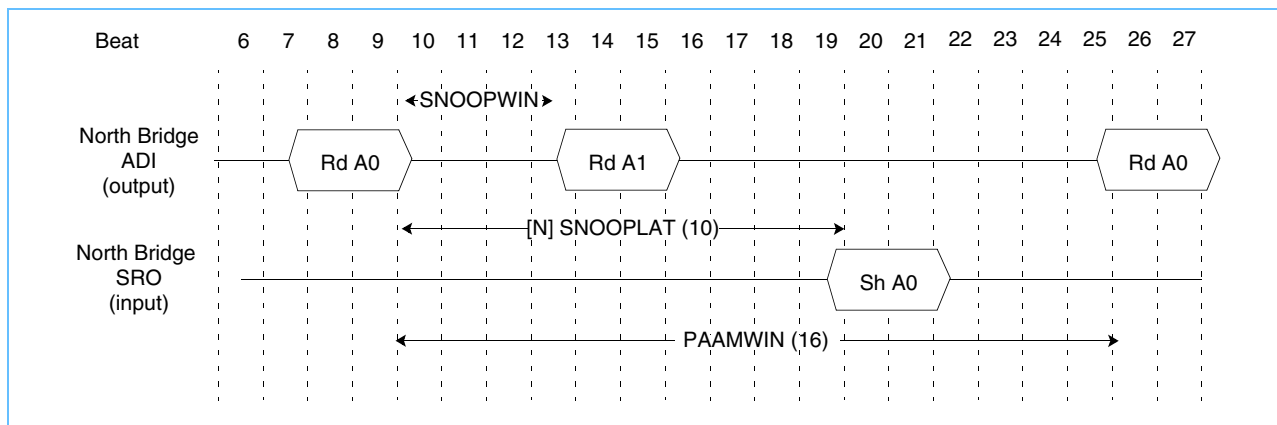 Beat 6 7 8 9 10 11 12 13 14 15 16 17 18 19 20 21 22 23 24 25 26 27
SNOOPWIN
North Bridge
ADI
(output)
Rd A0
Rd A1
Rd A0
[N] SNOOPLAT (10)
North Bridge
SRO
(input)
Sh A0
PAAMWIN (16)